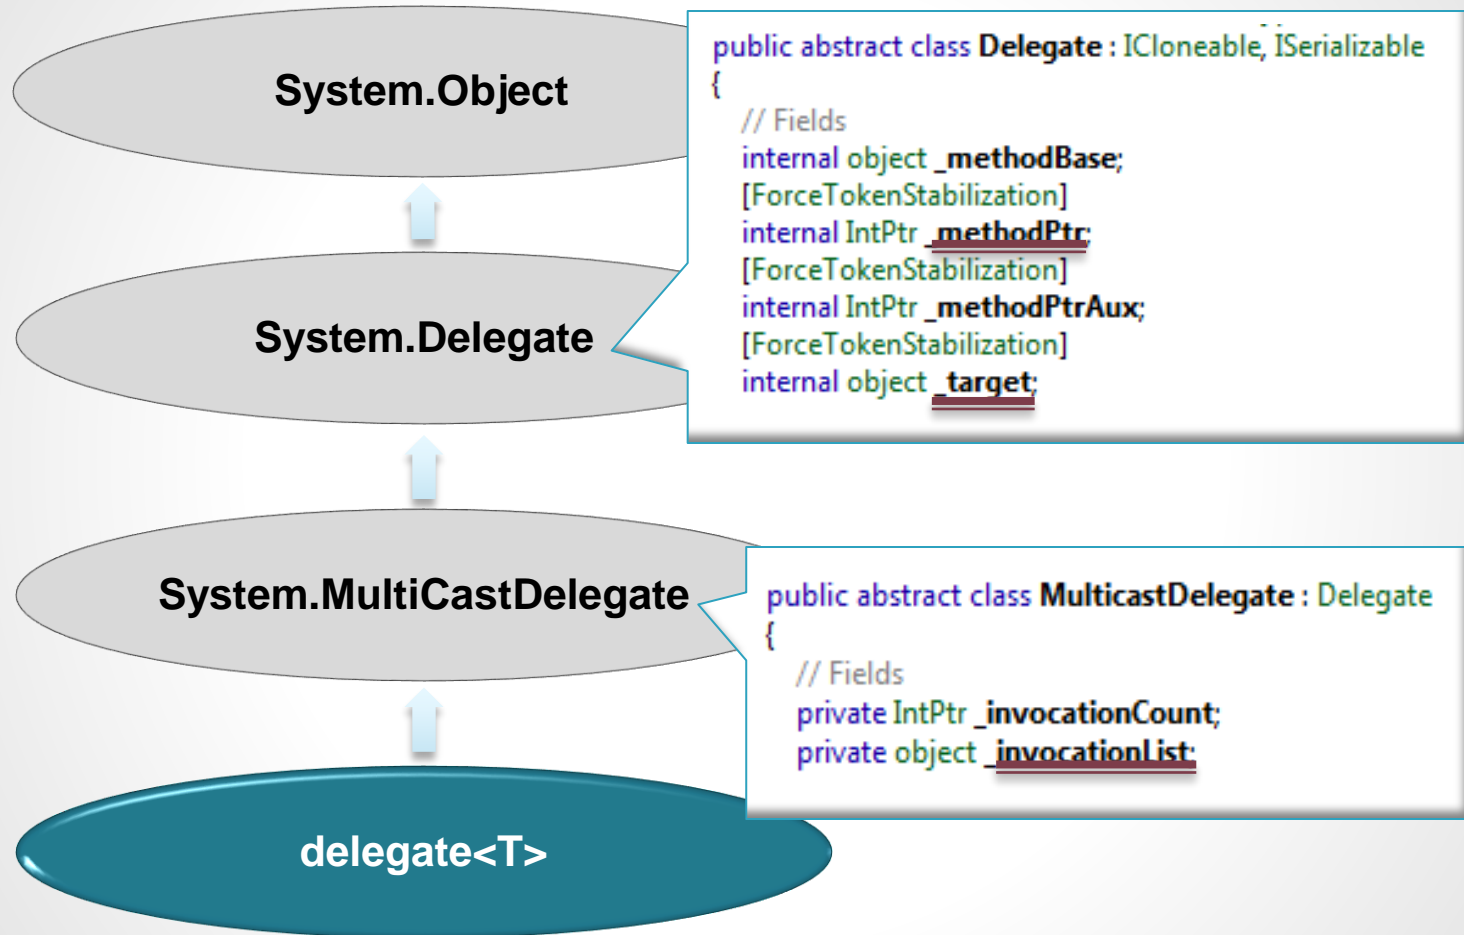 System.Object
public abstract class Delegate : ICloneable, ISerializable
{
// Fields
internal object _methodBase;
[ForceTokenStabilization]
internal IntPtr _methodPtr;
[ForceTokenStabilization]
internal IntPtr _methodPtrAux;
[ForceTokenStabilization]
internal object _target;
System.Delegate
System.MultiCastDelegate
public abstract class MulticastDelegate : Delegate
{
// Fields
private IntPtr _invocationCount;
private object _invocationList;
delegate<T>